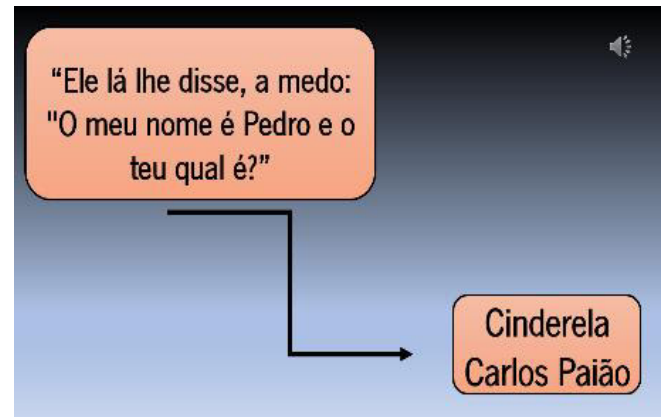 “Ele lá lhe disse, a medo:
"O meu nome é Pedro e o
teu qual é?”
Cinderela
Carlos Paião